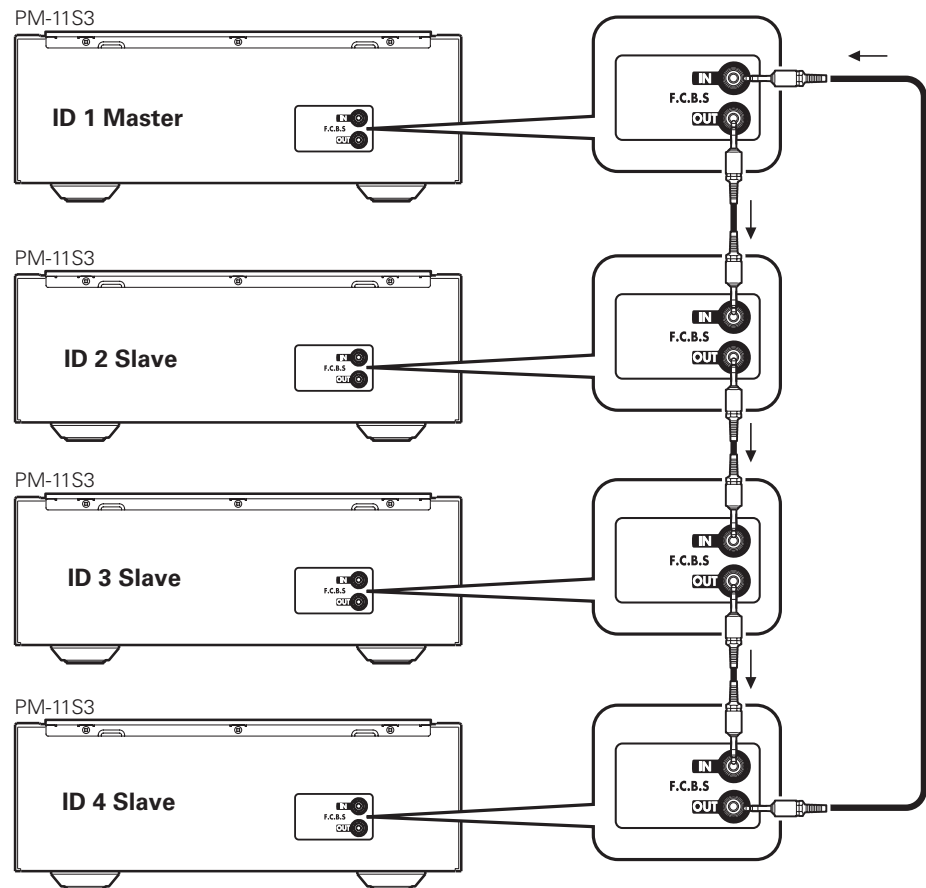 PM-11S3
ID 1 Master
IN
F.C.B.S
OUT
IN
F.C.B.S
OUT
PM-11S3
ID 2 Slave
IN
F.C.B.S
OUT
IN
F.C.B.S
OUT
PM-11S3
ID 3 Slave
IN
F.C.B.S
OUT
IN
F.C.B.S
OUT
PM-11S3
ID 4 Slave
IN
F.C.B.S
OUT
IN
F.C.B.S
OUT